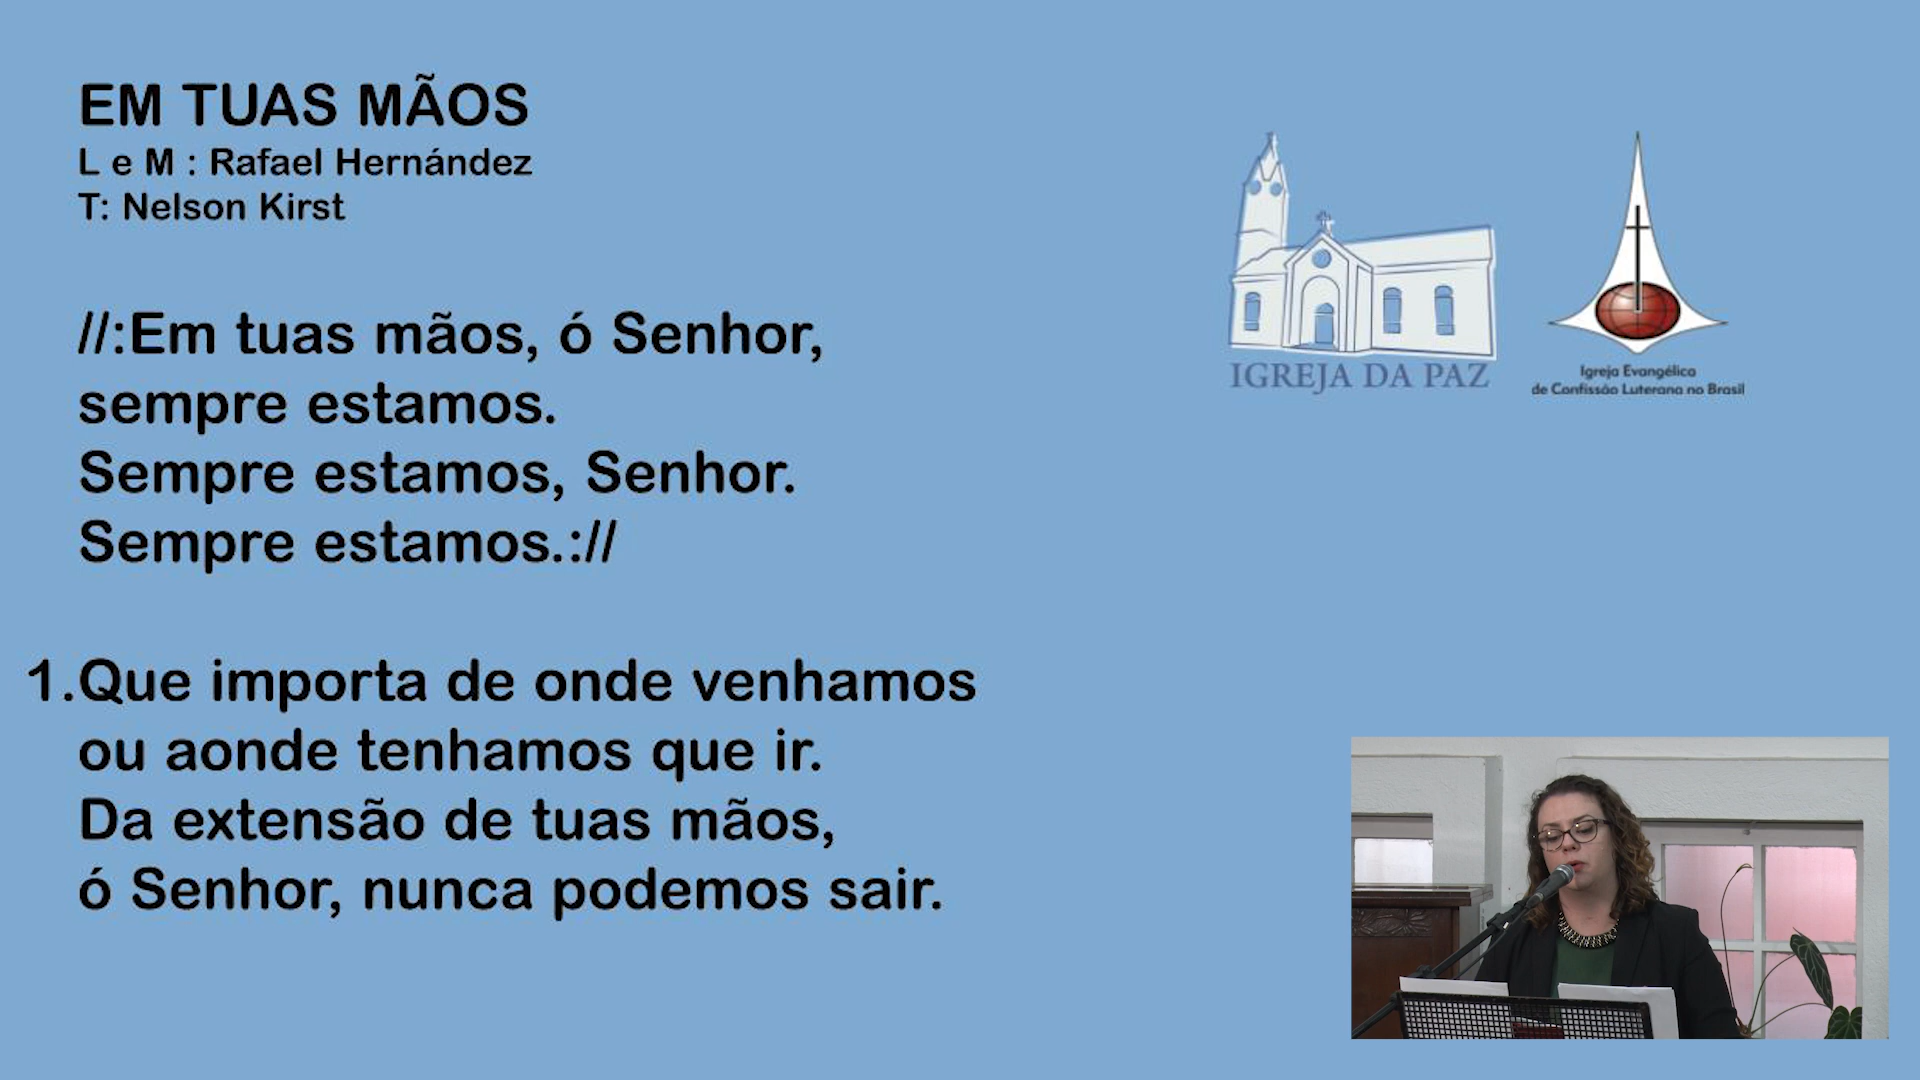 EM TUAS MÃOS
L e M : Rafael Hernández
T: Nelson Kirst
//:Em tuas mãos, ó Senhor,
sempre estamos.
Sempre estamos, Senhor.
Sempre estamos.://
1.Que importa de onde venhamos
ou aonde tenhamos que ir.
Da extensão de tuas mãos,
ó Senhor, nunca podemos sair.
IGREJA DA PAZ
Igreja Evangélica
de Confissão Luterana no Brasil